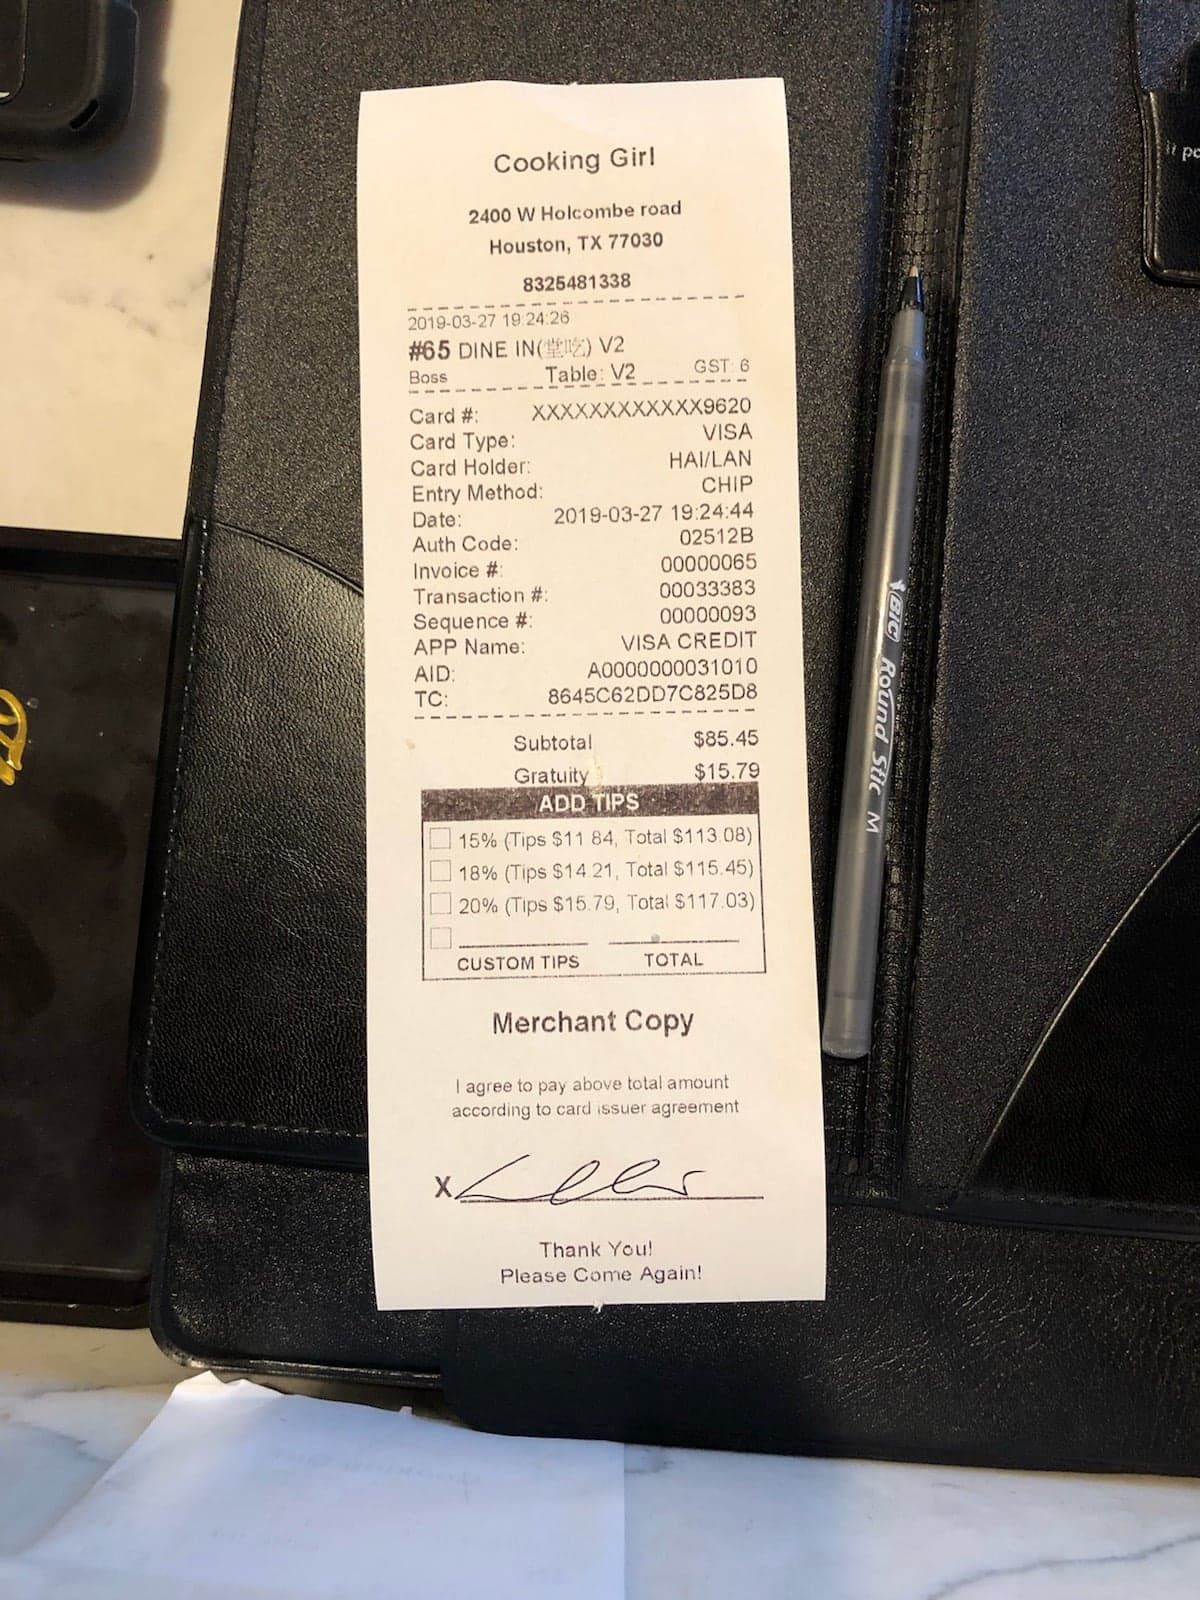 Cooking Girl
2400 W Holcombe road
Houston, TX 77030
8325481338
2019-03-27 19:24:26
#65 DINE IN(堂吃) V2
Boss Table: V2 GST: 6
Card #: XXXXXXXXXXXX9620
Card Type: VISA
Card Holder: HAI/LAN
Entry Method: CHIP
Date: 2019-03-27 19:24:44
Auth Code: 02512B
Invoice #: 00000065
Transaction #: 00033383
Sequence #: 00000093
APP Name: VISA CREDIT
AID: A0000000031010
TC: 8645C62DD7C825D8
Subtotal $85.45
Gratuity $15.79
ADD TIPS
15% (Tips $11.84, Total $113.08)
18% (Tips $14.21, Total $115.45)
20% (Tips $15.79, Total $117.03)
CUSTOM TIPS TOTAL
Merchant Copy
I agree to pay above total amount
according to card issuer agreement
X
Thank You!
Please Come Again!
BIC Round Stic M